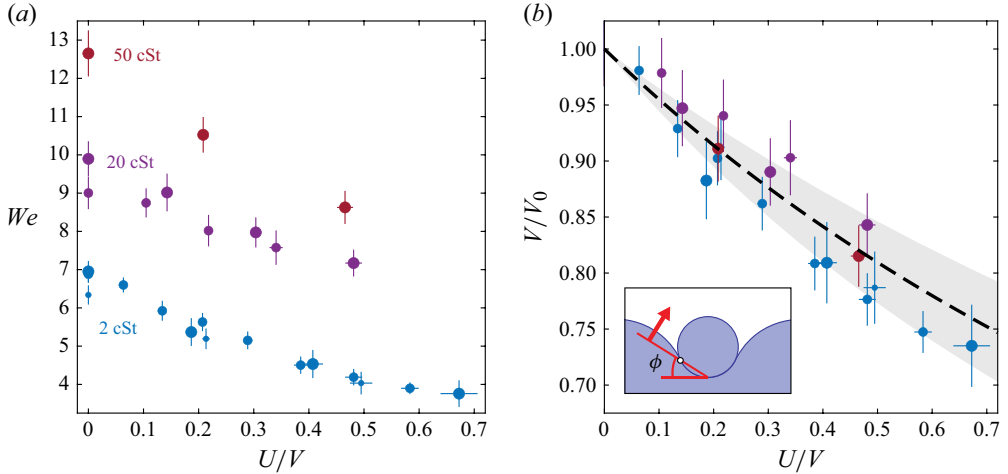 (a)
13
12
11
10
9
8
7
6
5
4
We
50 cSt
20 cSt
2 cSt
0 0.1 0.2 0.3 0.4 0.5 0.6 0.7
U/V
(b)
1.00
0.95
0.90
0.85
0.80
0.75
0.70
V/V0
ϕ
0.1 0.2 0.3 0.4 0.5 0.6 0.7
U/V